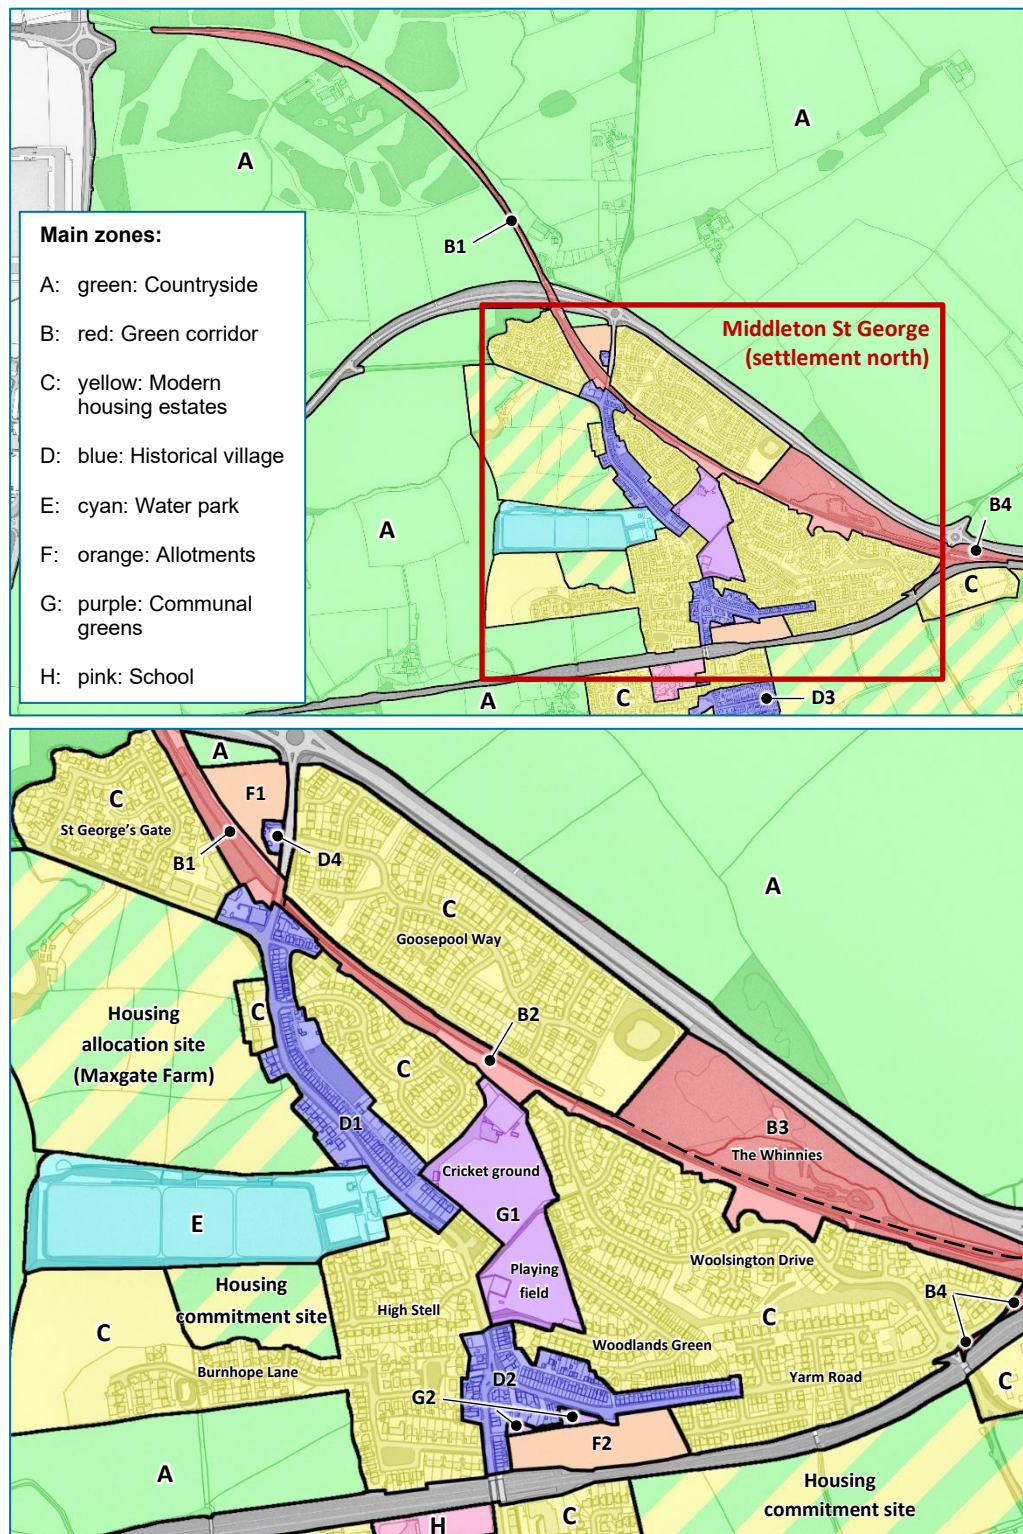 A
A
B1
Main zones:
A: green: Countryside
B: red: Green corridor
C: yellow: Modern
housing estates
D: blue: Historical village
E: cyan: Water park
F: orange: Allotments
G: purple: Communal
greens
H: pink: School
Middleton St George
(settlement north)
A
B4
C
A
C
D3
A
F1
C
St George's Gate
B1
D4
A
C
Goosepool Way
B2
Housing
allocation site
(Maxgate Farm)
C
C
D1
B3
The Whinnies
Cricket ground
G1
E
Woolsington Drive
Playing
field
Housing
commitment site
B4
High Stell
C
C
Woodlands Green
Burnhope Lane
D2
Yarm Road
C
G2
F2
A
Housing
commitment site
C
H